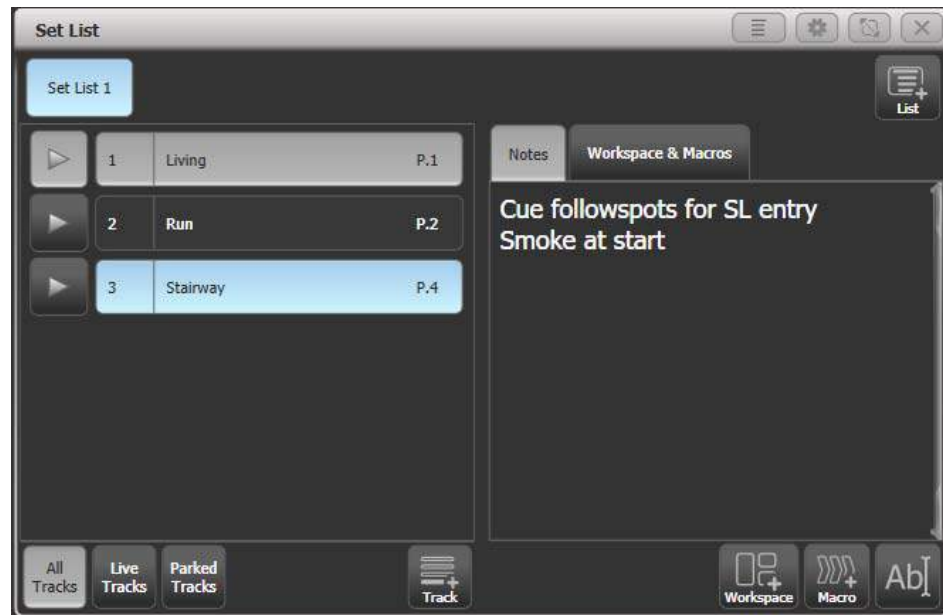 Set List
Set List 1
List
1 Living P.1
2 Run P.2
3 Stairway P.4
Notes
Workspace & Macros
Cue followspots for SL entry
Smoke at start
All
Tracks
Live
Tracks
Parked
Tracks
Track
Workspace
Macro
Ab